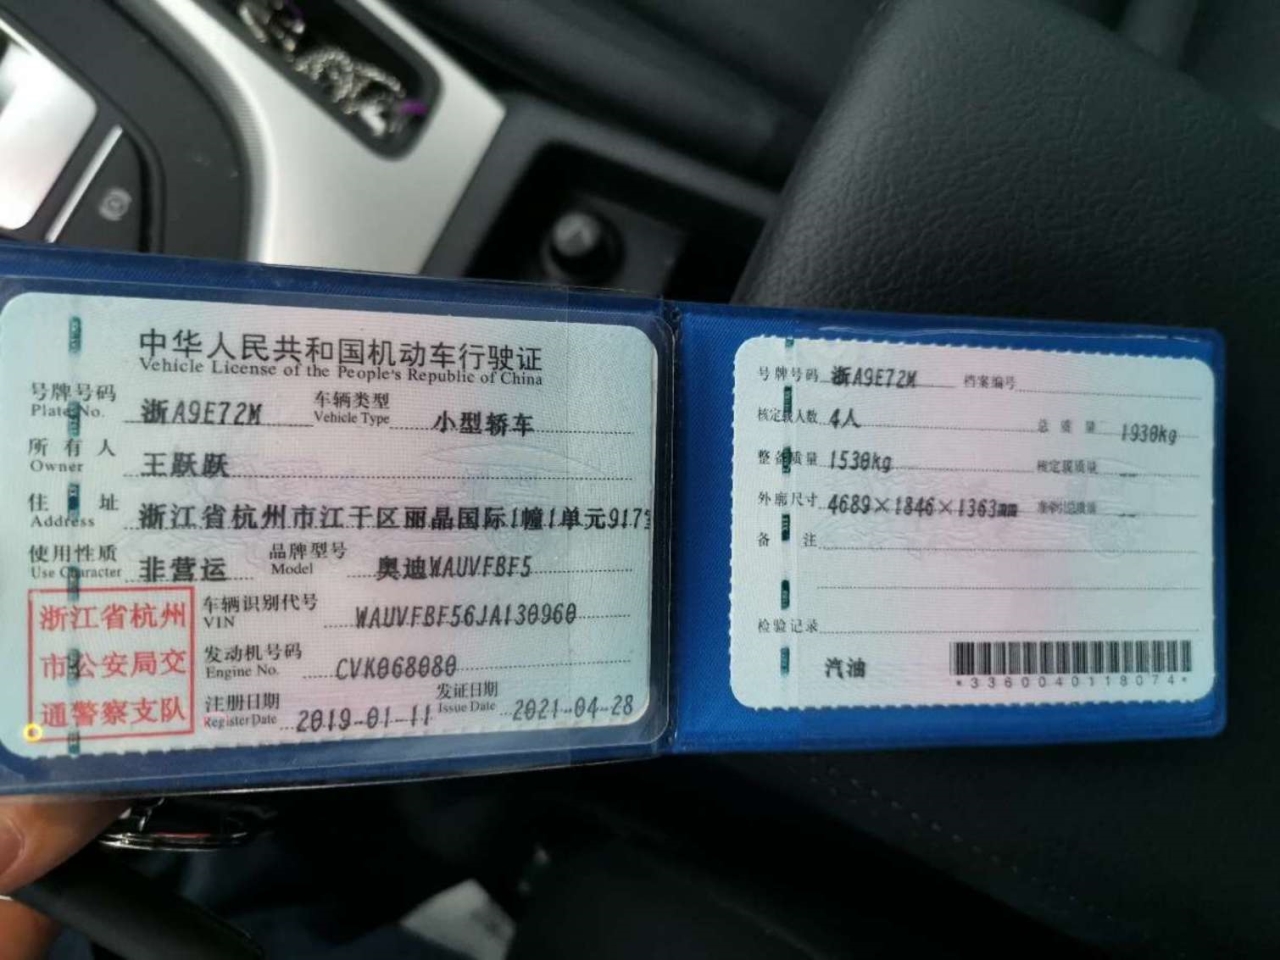 中华人民共和国机动车行驶证
Vehicle License of the People's Republic of China
号牌号码 浙A9E72M 车辆类型 小型轿车
Plate No. Vehicle Type
所有人 王跃跃
Owner
住址 浙江省杭州市江干区丽晶国际1幢1单元917室
Address
使用性质 非营运 品牌型号 奥迪WAUVFBF5
Use Character Model
浙江省杭州
市公安局交
通警察支队
车辆识别代号 WAUVFBF56JA130960
VIN
发动机号码 CVK068080
Engine No.
注册日期 2019-01-11 发证日期 2021-04-28
Register Date Issue Date
号牌号码 浙A9E72M 档案编号
核定载人数 4人 总质量 1930kg
整备质量 1530kg 核定载质量 --
外廓尺寸 4689×1846×1363mm --
备注
检验记录
汽油
*3360040118074*